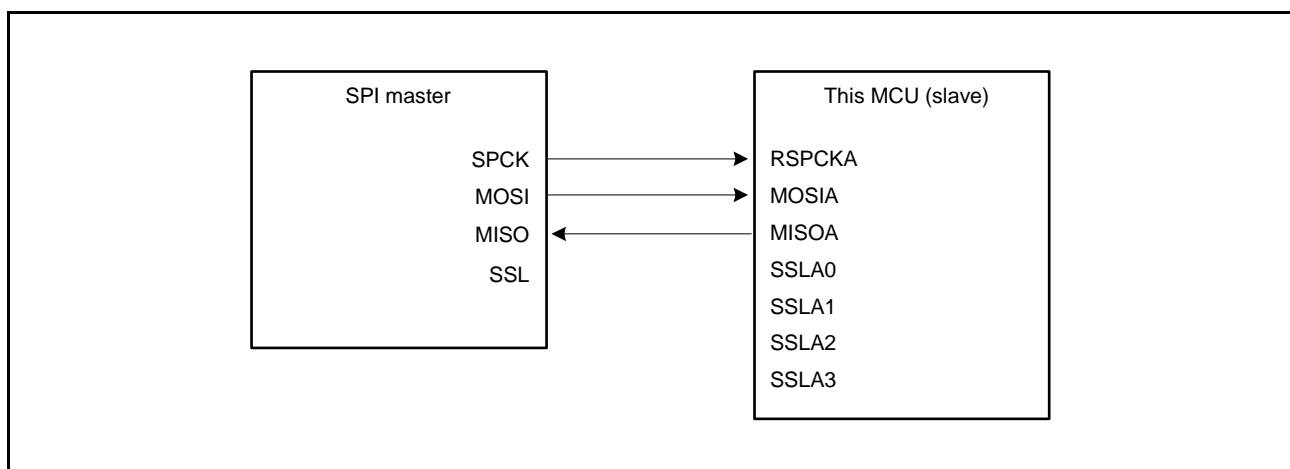 SPI master
SPCK
MOSI
MISO
SSL
This MCU (slave)
RSPCKA
MOSIA
MISOA
SSLA0
SSLA1
SSLA2
SSLA3